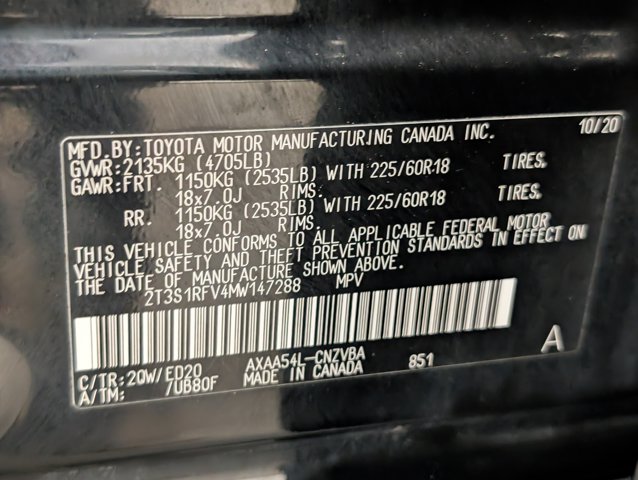 MFD. BY: TOYOTA MOTOR MANUFACTURING CANADA INC. 10/20
GVWR: 2135KG (4705LB)
GAWR: FRT. 1150KG (2535LB) WITH 225/60R18 TIRES,
18x7.0J RIMS:
RR. 1150KG (2535LB) WITH 225/60R18 TIRES,
18x7.0J RIMS.
THIS VEHICLE CONFORMS TO ALL APPLICABLE FEDERAL MOTOR
VEHICLE SAFETY AND THEFT PREVENTION STANDARDS IN EFFECT ON
THE DATE OF MANUFACTURE SHOWN ABOVE.
2T3S1RFV4MW147288 MPV
A
C/TR: 20W/ED20 AXAA54L-CNZVBA 851
A/TM: /UB80F MADE IN CANADA